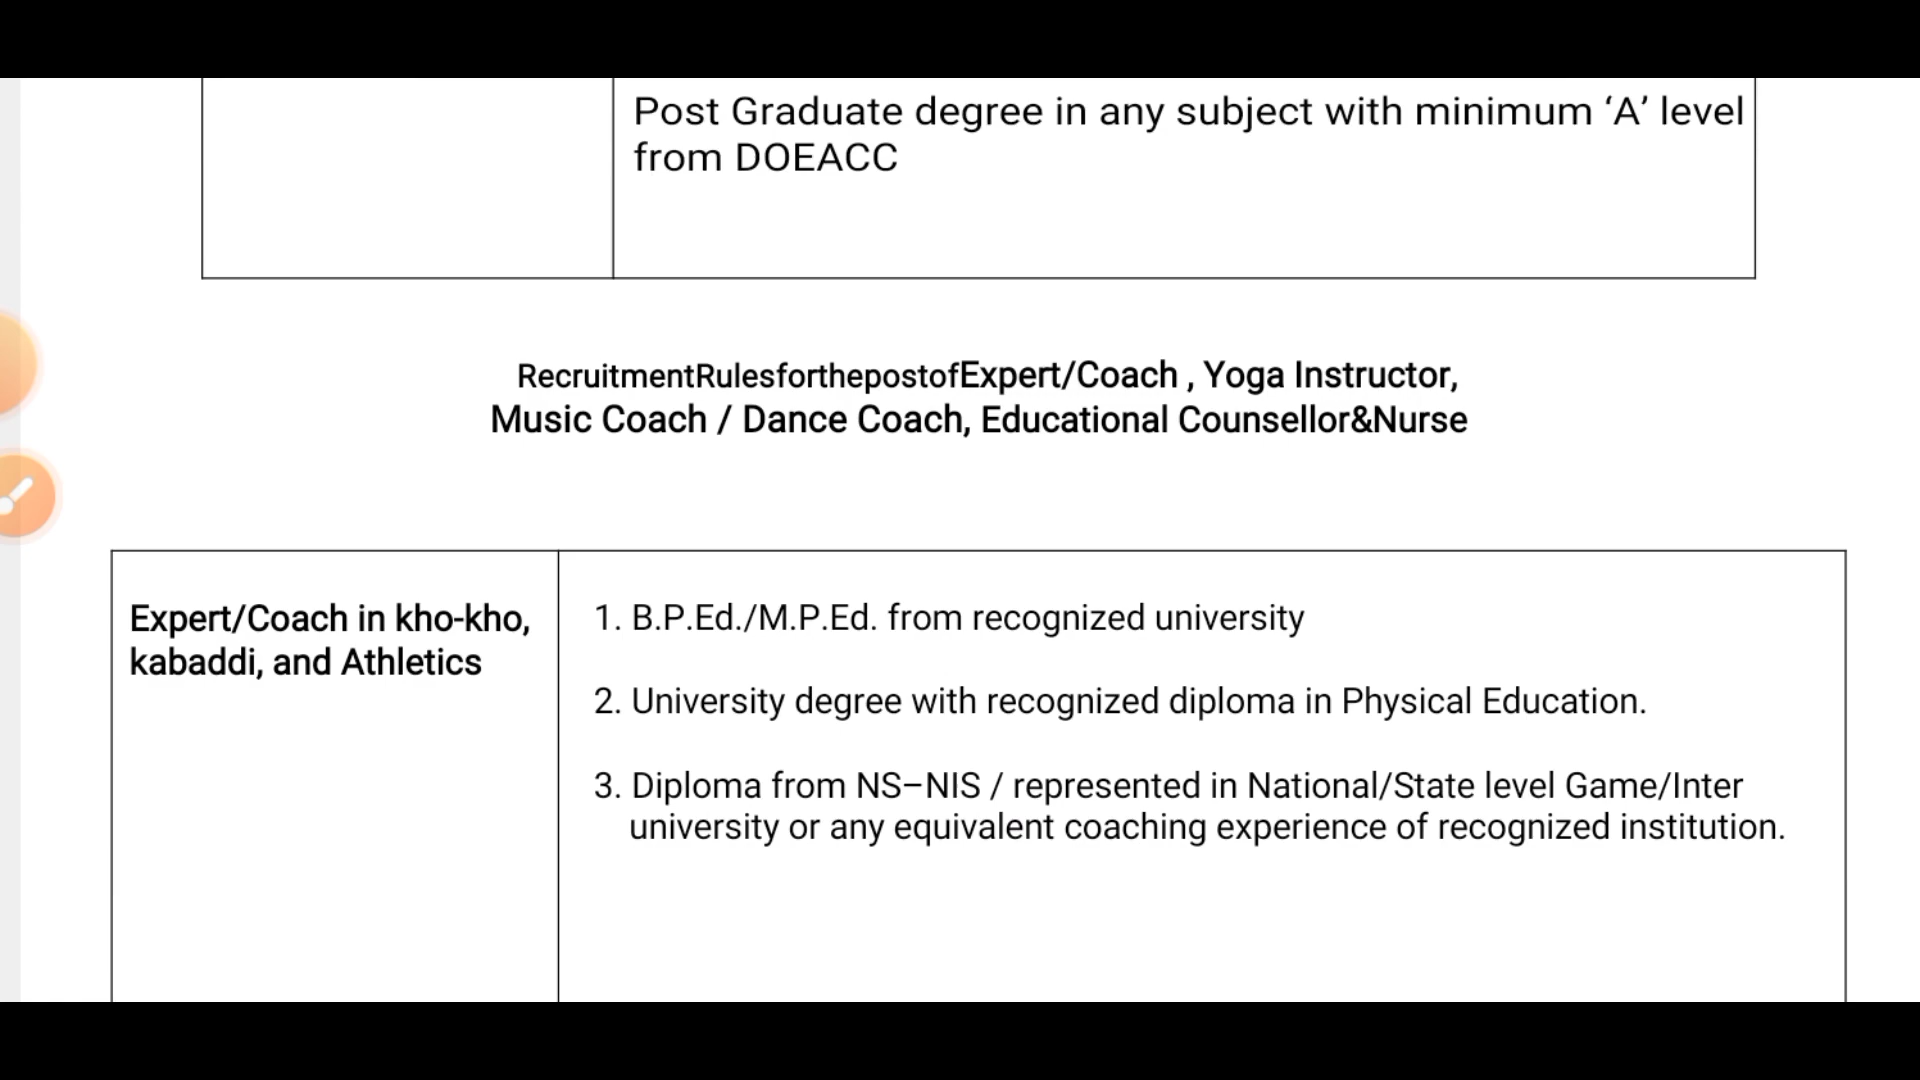 Post Graduate degree in any subject with minimum ‘A’ level
from DOEACC
RecruitmentRulesforthepostofExpert/Coach , Yoga Instructor,
Music Coach / Dance Coach, Educational Counsellor&Nurse
Expert/Coach in kho-kho,
kabaddi, and Athletics
1. B.P.Ed./M.P.Ed. from recognized university
2. University degree with recognized diploma in Physical Education.
3. Diploma from NS–NIS / represented in National/State level Game/Inter
university or any equivalent coaching experience of recognized institution.